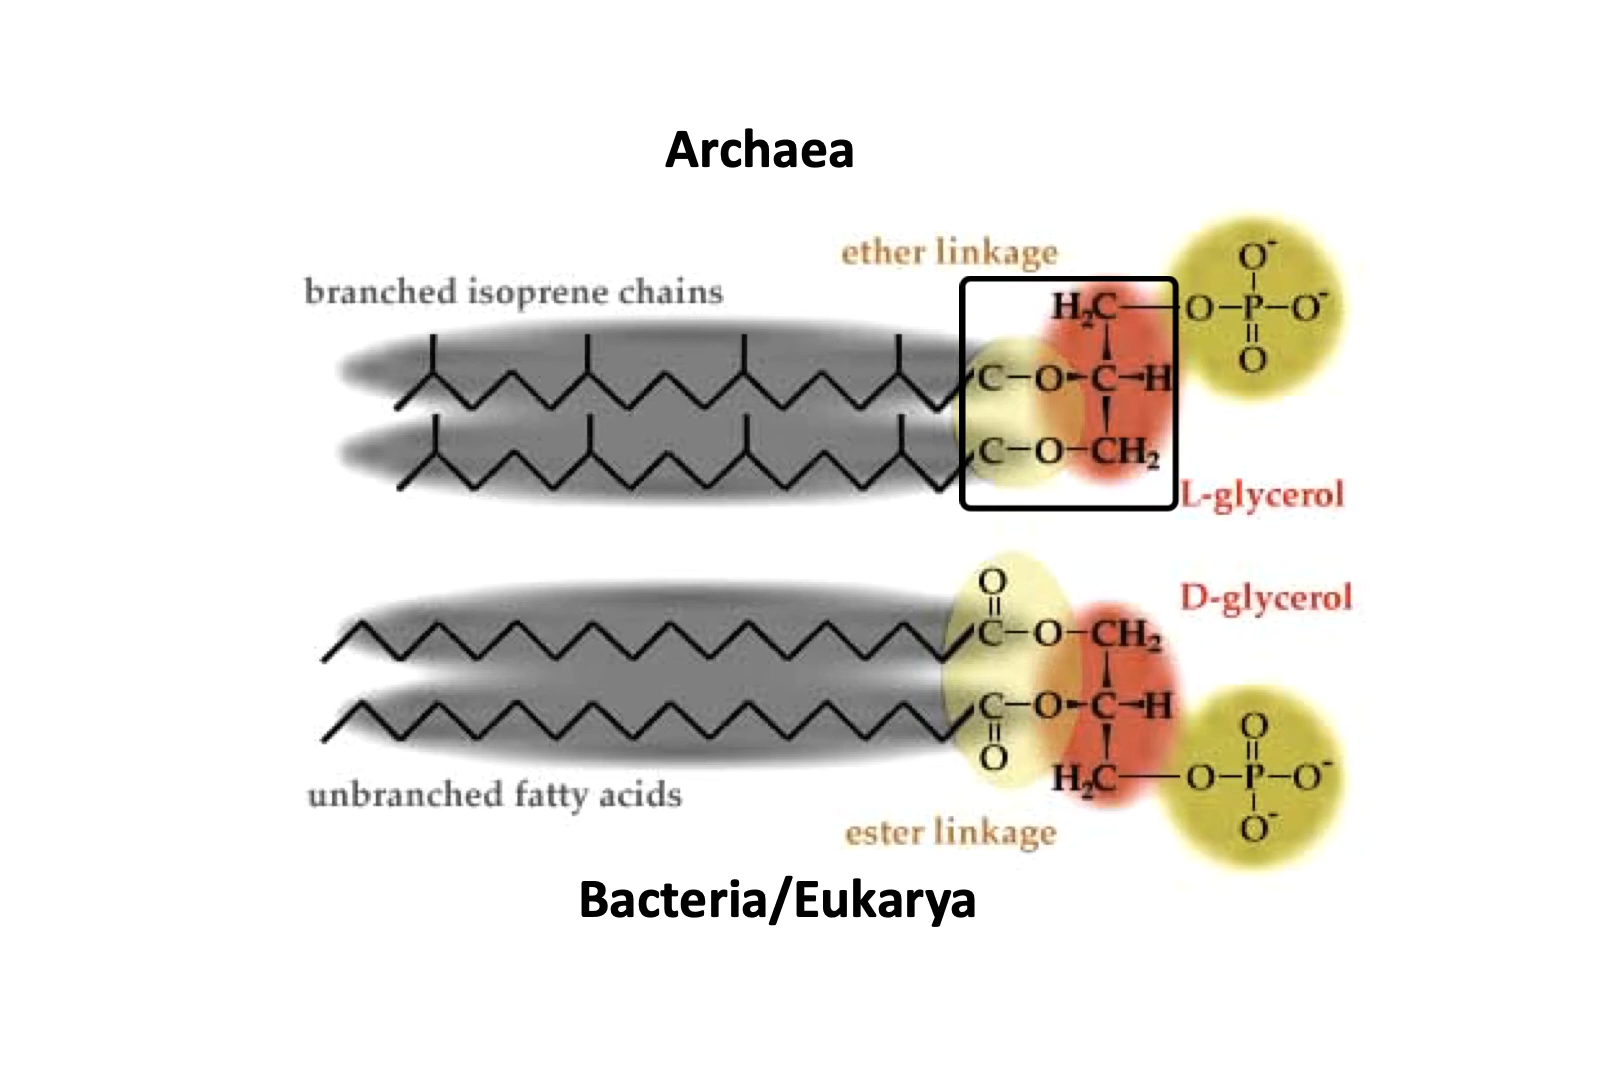 Archaea
ether linkage
branched isoprene chains
O⁻
H₂C—O–P–O⁻
O
C–O–C–H
C–O–CH₂
L-glycerol
D-glycerol
O
C–O–CH₂
C–O–C–H
O
O
H₂C—O–P–O⁻
O⁻
unbranched fatty acids
ester linkage
Bacteria/Eukarya